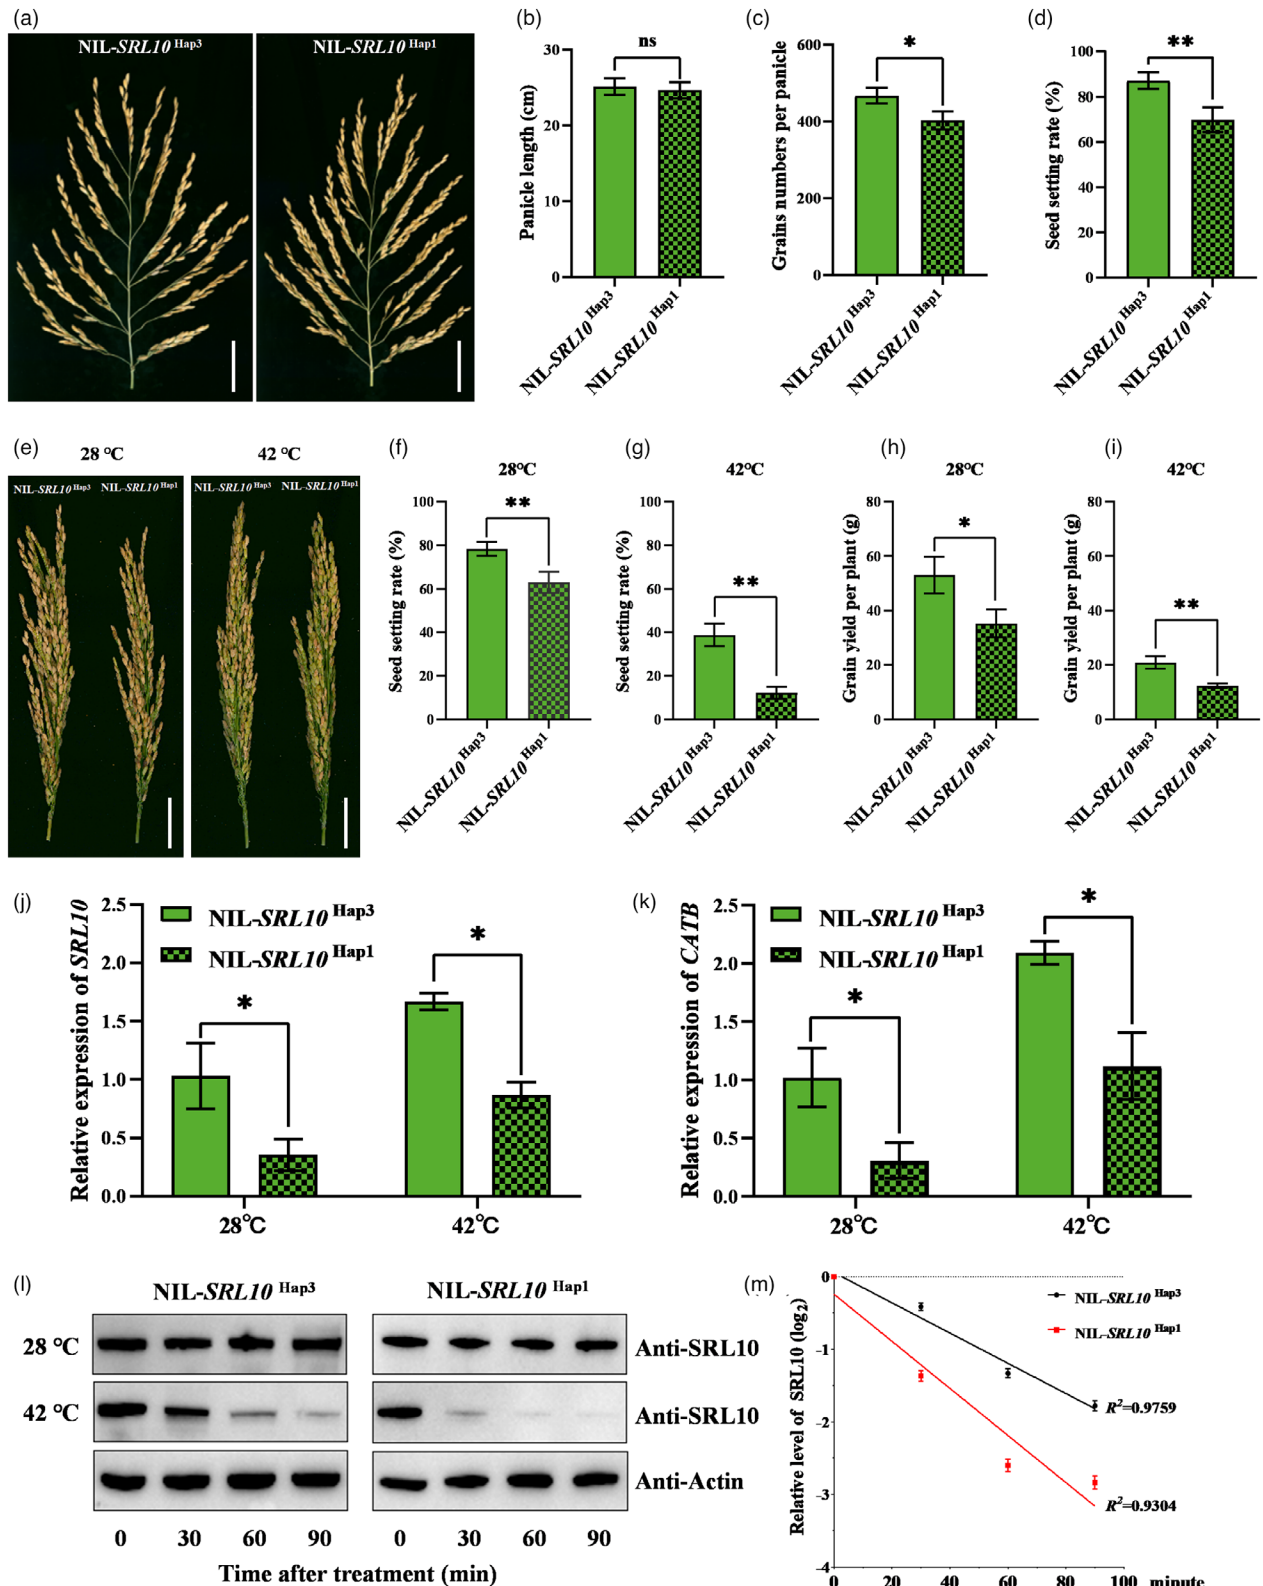 (a)
NIL-SRL10 Hap3
NIL-SRL10 Hap1
(b)
Panicle length (cm)
30
20
10
0
ns
NIL-SRL10 Hap3
NIL-SRL10 Hap1
(c)
Grains numbers per panicle
600
400
200
0
*
NIL-SRL10 Hap3
NIL-SRL10 Hap1
(d)
Seed setting rate (%)
100
80
60
40
20
0
**
NIL-SRL10 Hap3
NIL-SRL10 Hap1
(e)
28 °C
42 °C
NIL-SRL10 Hap3
NIL-SRL10 Hap1
NIL-SRL10 Hap3
NIL-SRL10 Hap1
(f)
28°C
Seed setting rate (%)
100
80
60
40
20
0
**
NIL-SRL10 Hap3
NIL-SRL10 Hap1
(g)
42°C
Seed setting rate (%)
100
80
60
40
20
0
**
NIL-SRL10 Hap3
NIL-SRL10 Hap1
(h)
28°C
Grain yield per plant (g)
80
60
40
20
0
*
NIL-SRL10 Hap3
NIL-SRL10 Hap1
(i)
42°C
Grain yield per plant (g)
80
60
40
20
0
**
NIL-SRL10 Hap3
NIL-SRL10 Hap1
(j)
Relative expression of SRL10
2.5
2.0
1.5
1.0
0.5
0.0
NIL-SRL10 Hap3
NIL-SRL10 Hap1
*
*
28°C
42°C
(k)
Relative expression of CATB
2.5
2.0
1.5
1.0
0.5
0.0
NIL-SRL10 Hap3
NIL-SRL10 Hap1
*
*
28°C
42°C
(l)
NIL-SRL10 Hap3
NIL-SRL10 Hap1
28 °C
Anti-SRL10
42 °C
Anti-SRL10
Anti-Actin
0 30 60 90 0 30 60 90
Time after treatment (min)
(m)
Relative level of SRL10 (log2)
0
-1
-2
-3
-4
NIL-SRL10 Hap3
NIL-SRL10 Hap1
R²=0.9759
R²=0.9304
0 20 40 60 80 100 minute